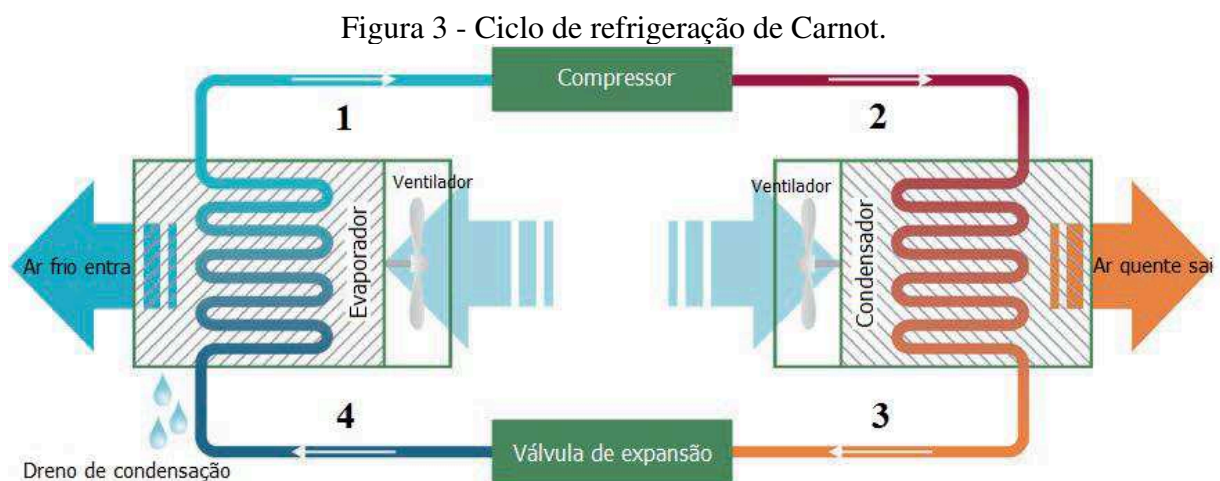 Figura 3 - Ciclo de refrigeração de Carnot.
Compressor
1
2
Ventilador
Ventilador
Evaporador
Condensador
Ar frio entra
Ar quente sai
4
3
Válvula de expansão
Dreno de condensação